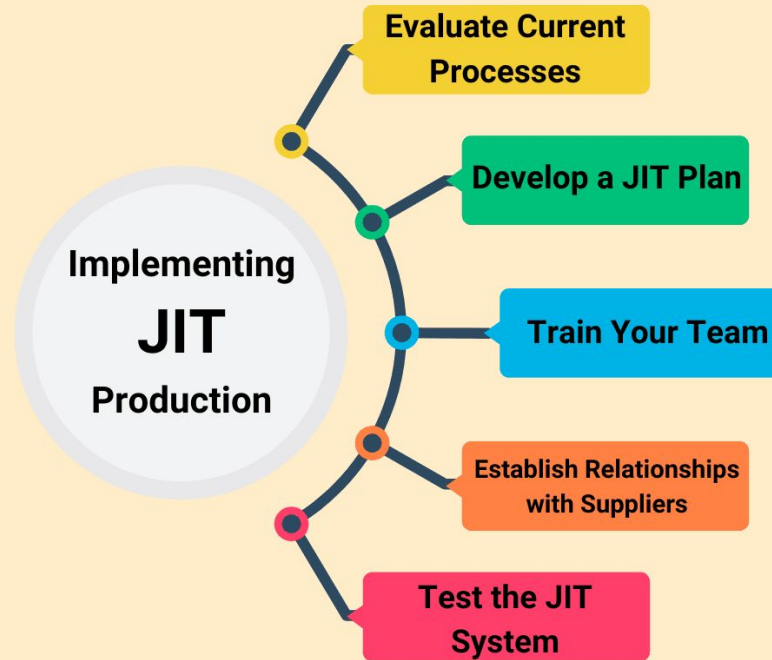 Implementing
JIT
Production
Evaluate Current
Processes
Develop a JIT Plan
Train Your Team
Establish Relationships
with Suppliers
Test the JIT
System